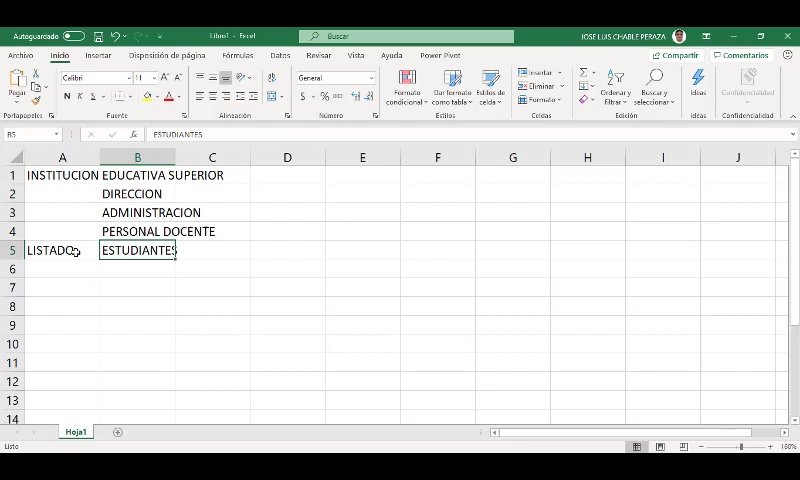 Autoguardado
Libro1 - Excel
Buscar
JOSE LUIS CHABLE PERAZA
Archivo Inicio Insertar Disposición de página Fórmulas Datos Revisar Vista Ayuda Power Pivot
Compartir Comentarios
Pegar
Calibri 11
N K S
General
$ % 000
Formato condicional
Dar formato como tabla
Estilos de celda
Insertar
Eliminar
Formato
Ordenar y filtrar
Buscar y seleccionar
Ideas
Confidencialidad
Portapapeles Fuente Alineación Número Estilos Celdas Edición Ideas Confidencialidad
B5 fx ESTUDIANTES
A B C D E F G H I J
1 INSTITUCION EDUCATIVA SUPERIOR
2 DIRECCION
3 ADMINISTRACION
4 PERSONAL DOCENTE
5 LISTADO ESTUDIANTES
6
7
8
9
10
11
12
13
14
Hoja1
Listo
160%